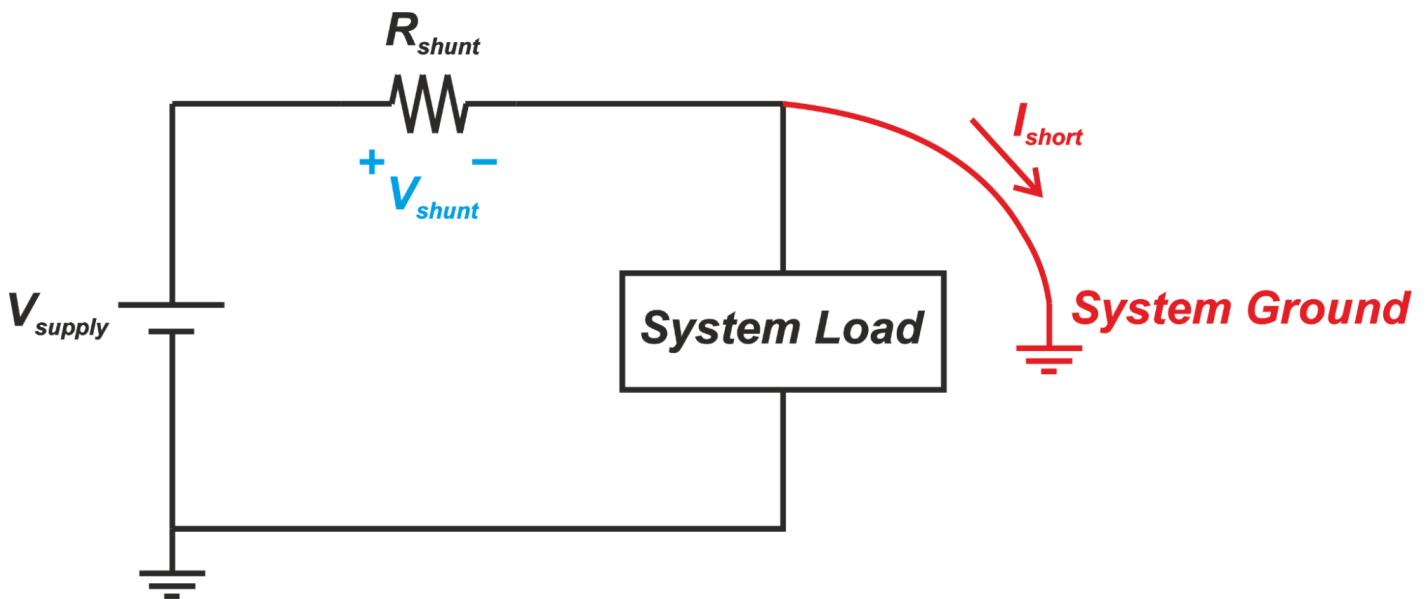 Rshunt
+ −
Vshunt
Ishort
Vsupply
System Load
System Ground